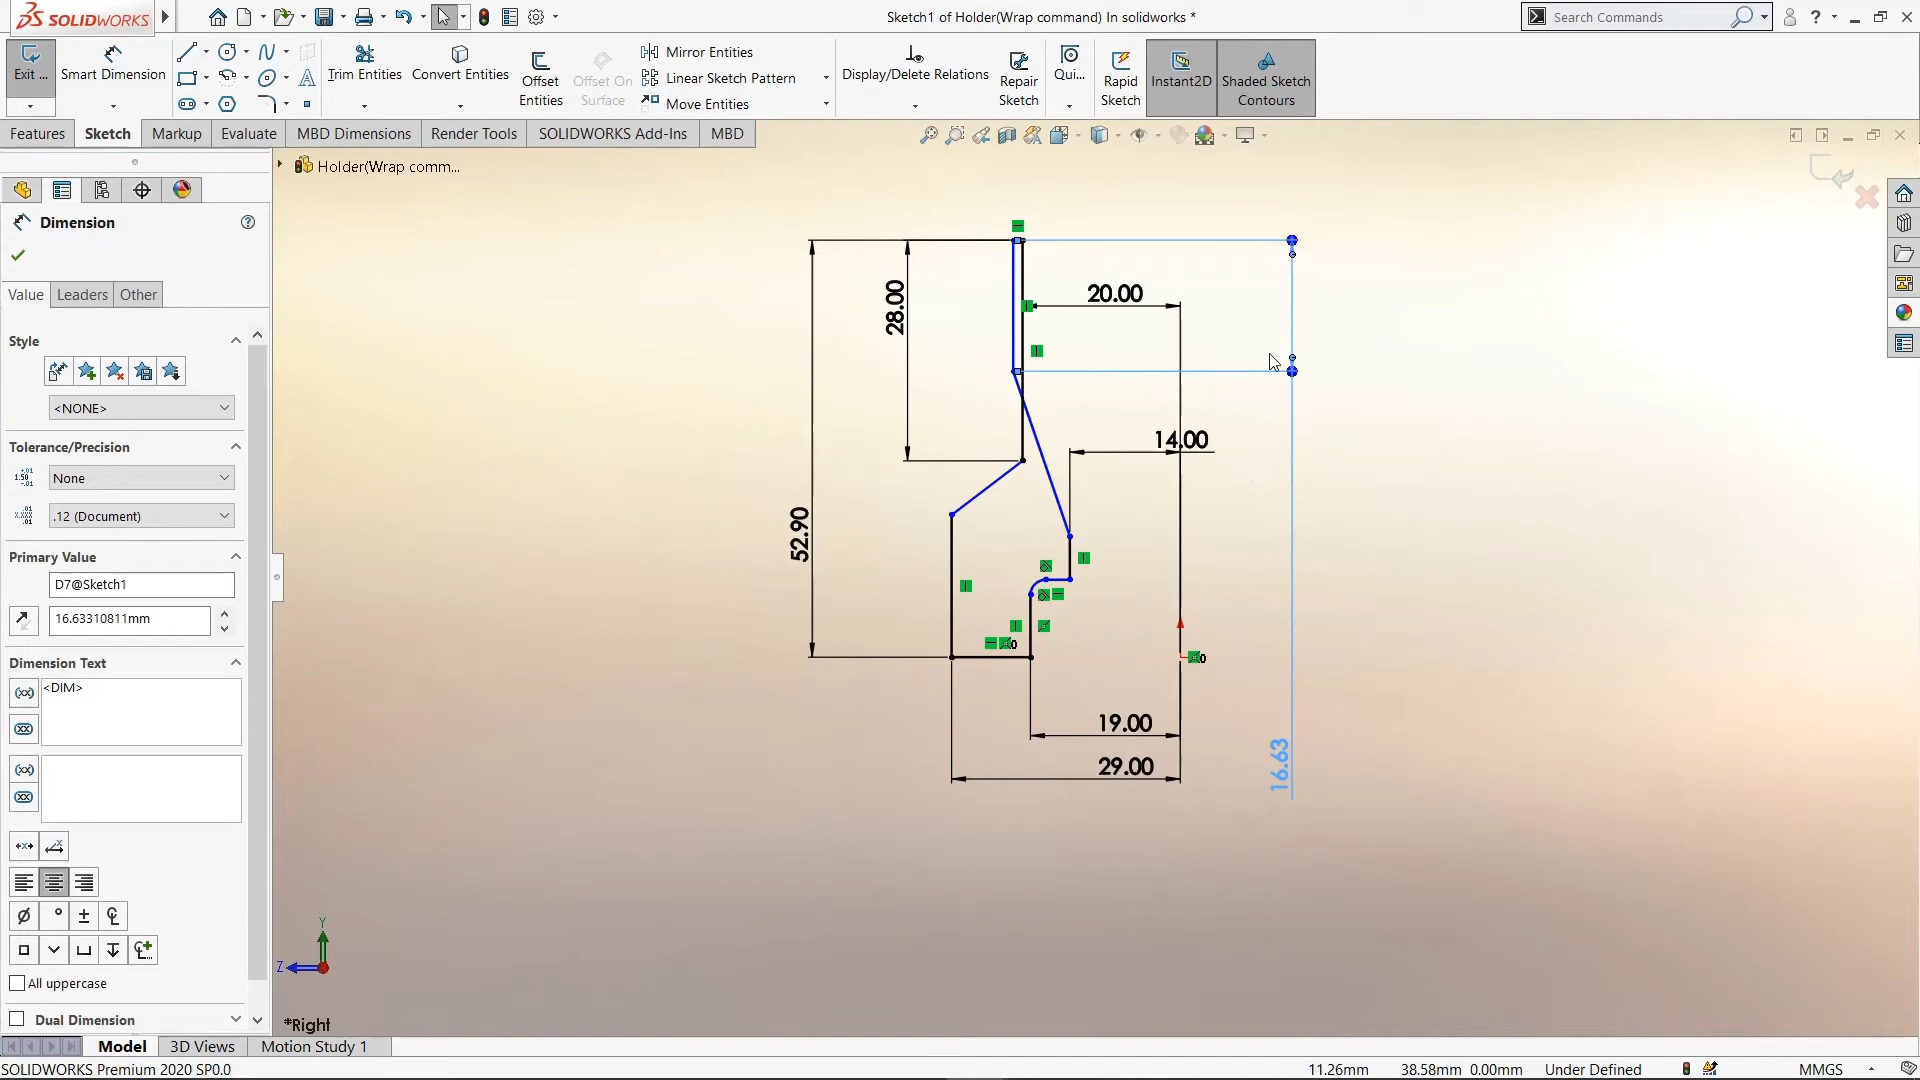 SOLIDWORKS
Sketch1 of Holder(Wrap command) In solidworks *
Search Commands
Exit ...
Smart Dimension
Trim Entities
Convert Entities
Offset Entities
Offset On Surface
Mirror Entities
Linear Sketch Pattern
Move Entities
Display/Delete Relations
Repair Sketch
Qui...
Rapid Sketch
Instant2D
Shaded Sketch Contours
Features
Sketch
Markup
Evaluate
MBD Dimensions
Render Tools
SOLIDWORKS Add-Ins
MBD
Holder(Wrap comm...
Dimension
Value
Leaders
Other
Style
<NONE>
Tolerance/Precision
None
.12 (Document)
Primary Value
D7@Sketch1
16.63310811mm
Dimension Text
<DIM>
All uppercase
Dual Dimension
28.00
20.00
14.00
52.90
19.00
29.00
16.63
0
0
Y
Z
*Right
Model
3D Views
Motion Study 1
SOLIDWORKS Premium 2020 SP0.0
11.26mm
38.58mm
0.00mm
Under Defined
MMGS